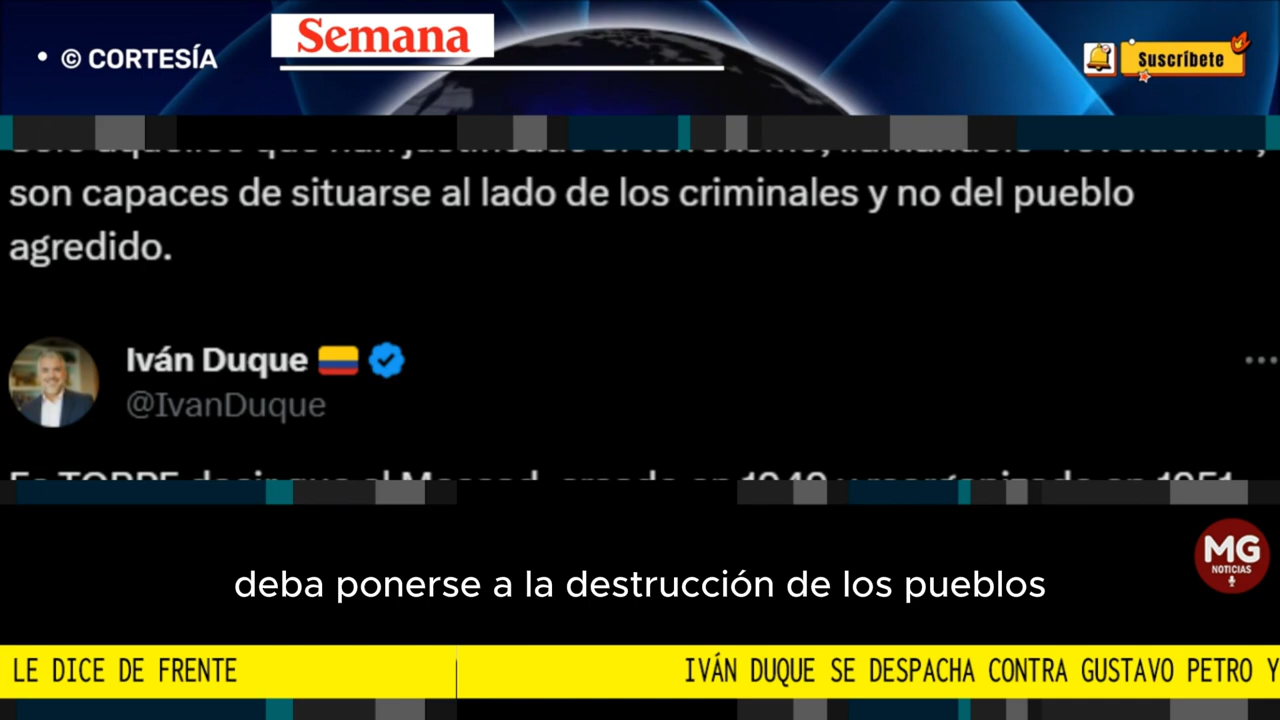 • © CORTESÍA
Semana
Suscríbete
son capaces de situarse al lado de los criminales y no del pueblo
agredido.
Iván Duque
@IvanDuque
deba ponerse a la destrucción de los pueblos
MG
NOTICIAS
LE DICE DE FRENTE
IVÁN DUQUE SE DESPACHA CONTRA GUSTAVO PETRO Y